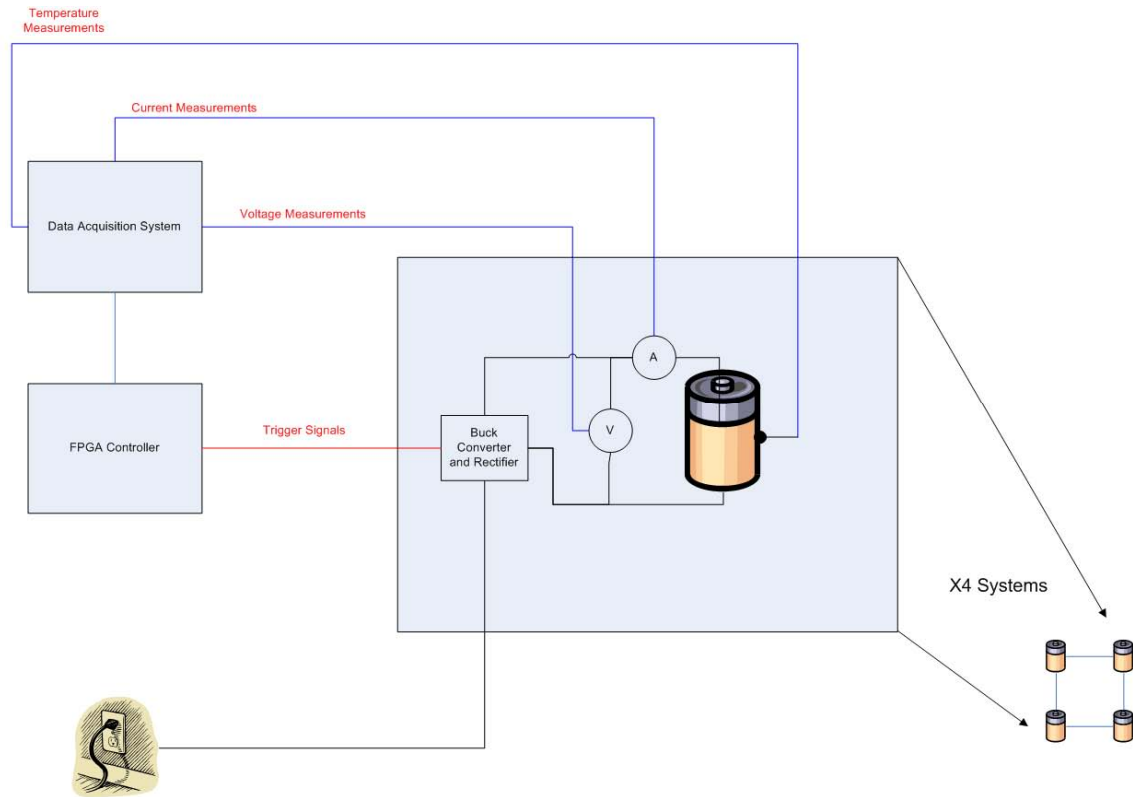 Temperature
Measurements
Current Measurements
Data Acquisition System
Voltage Measurements
A
V
FPGA Controller
Trigger Signals
Buck
Converter
and Rectifier
X4 Systems